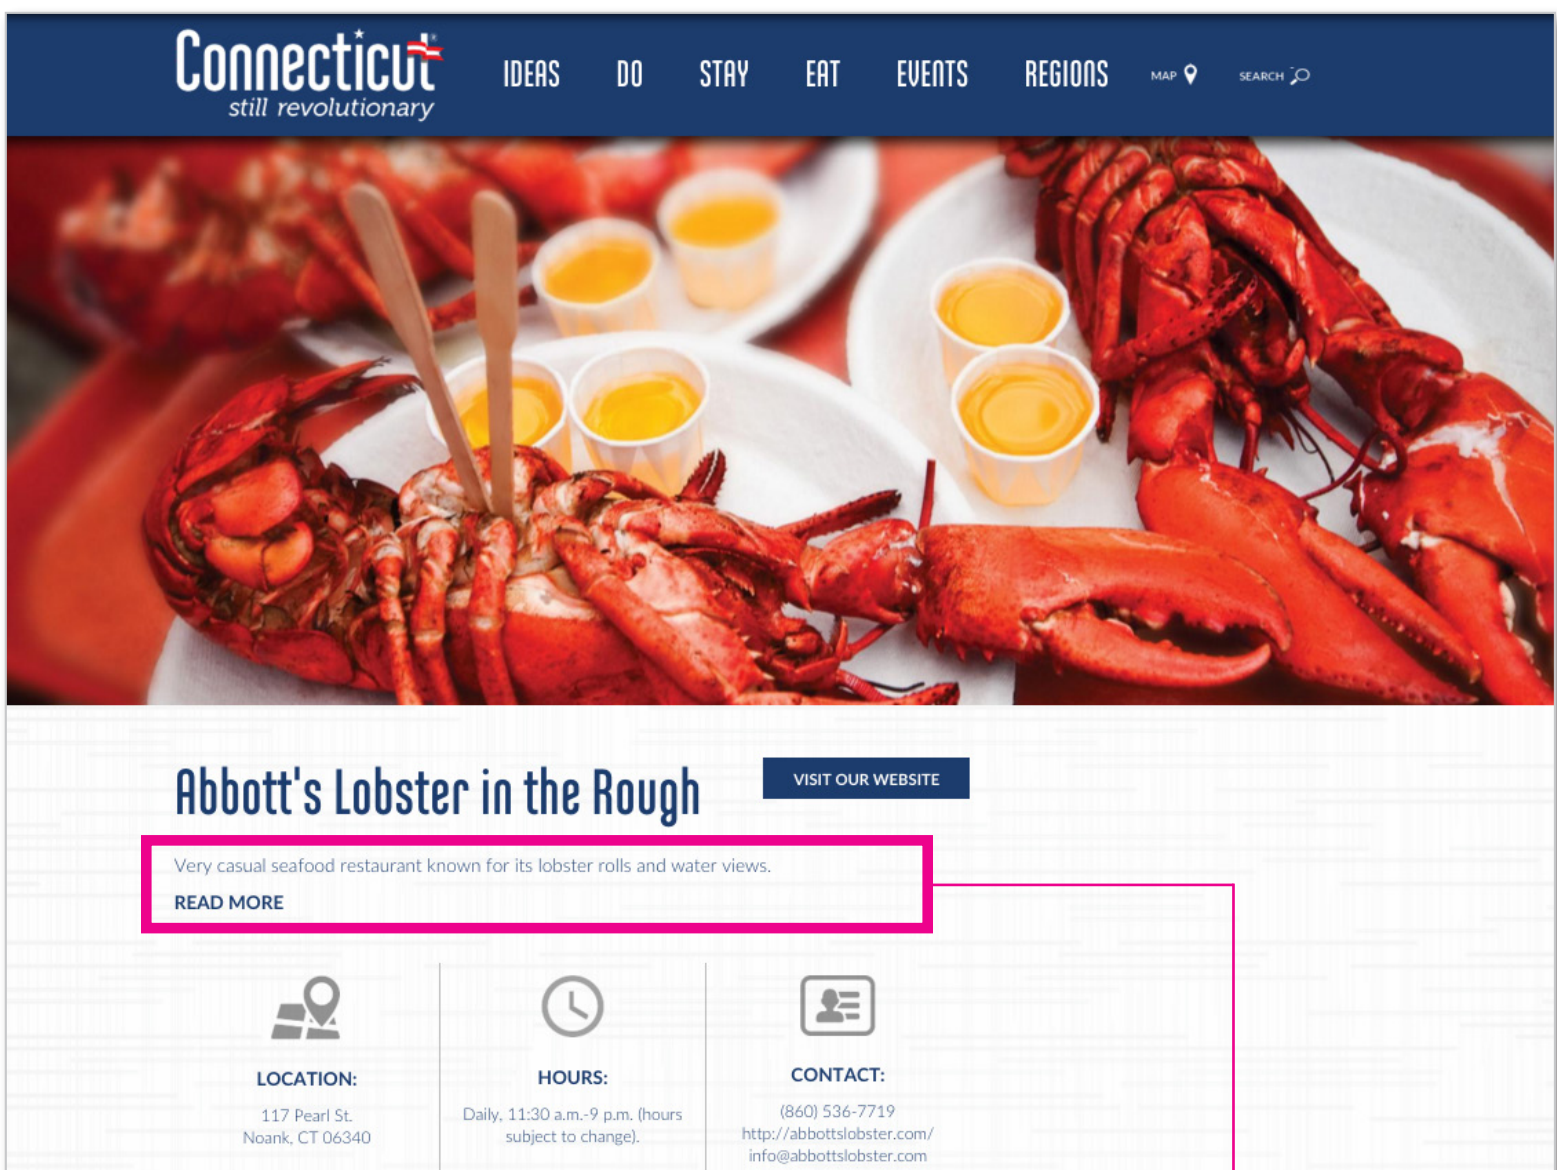 Connecticut
still revolutionary
IDEAS DO STAY EAT EVENTS REGIONS MAP SEARCH
Abbott's Lobster in the Rough
VISIT OUR WEBSITE
Very casual seafood restaurant known for its lobster rolls and water views.
READ MORE
LOCATION:
117 Pearl St.
Noank, CT 06340
HOURS:
Daily, 11:30 a.m.-9 p.m. (hours
subject to change).
CONTACT:
(860) 536-7719
http://abbottslobster.com/
info@abbottslobster.com